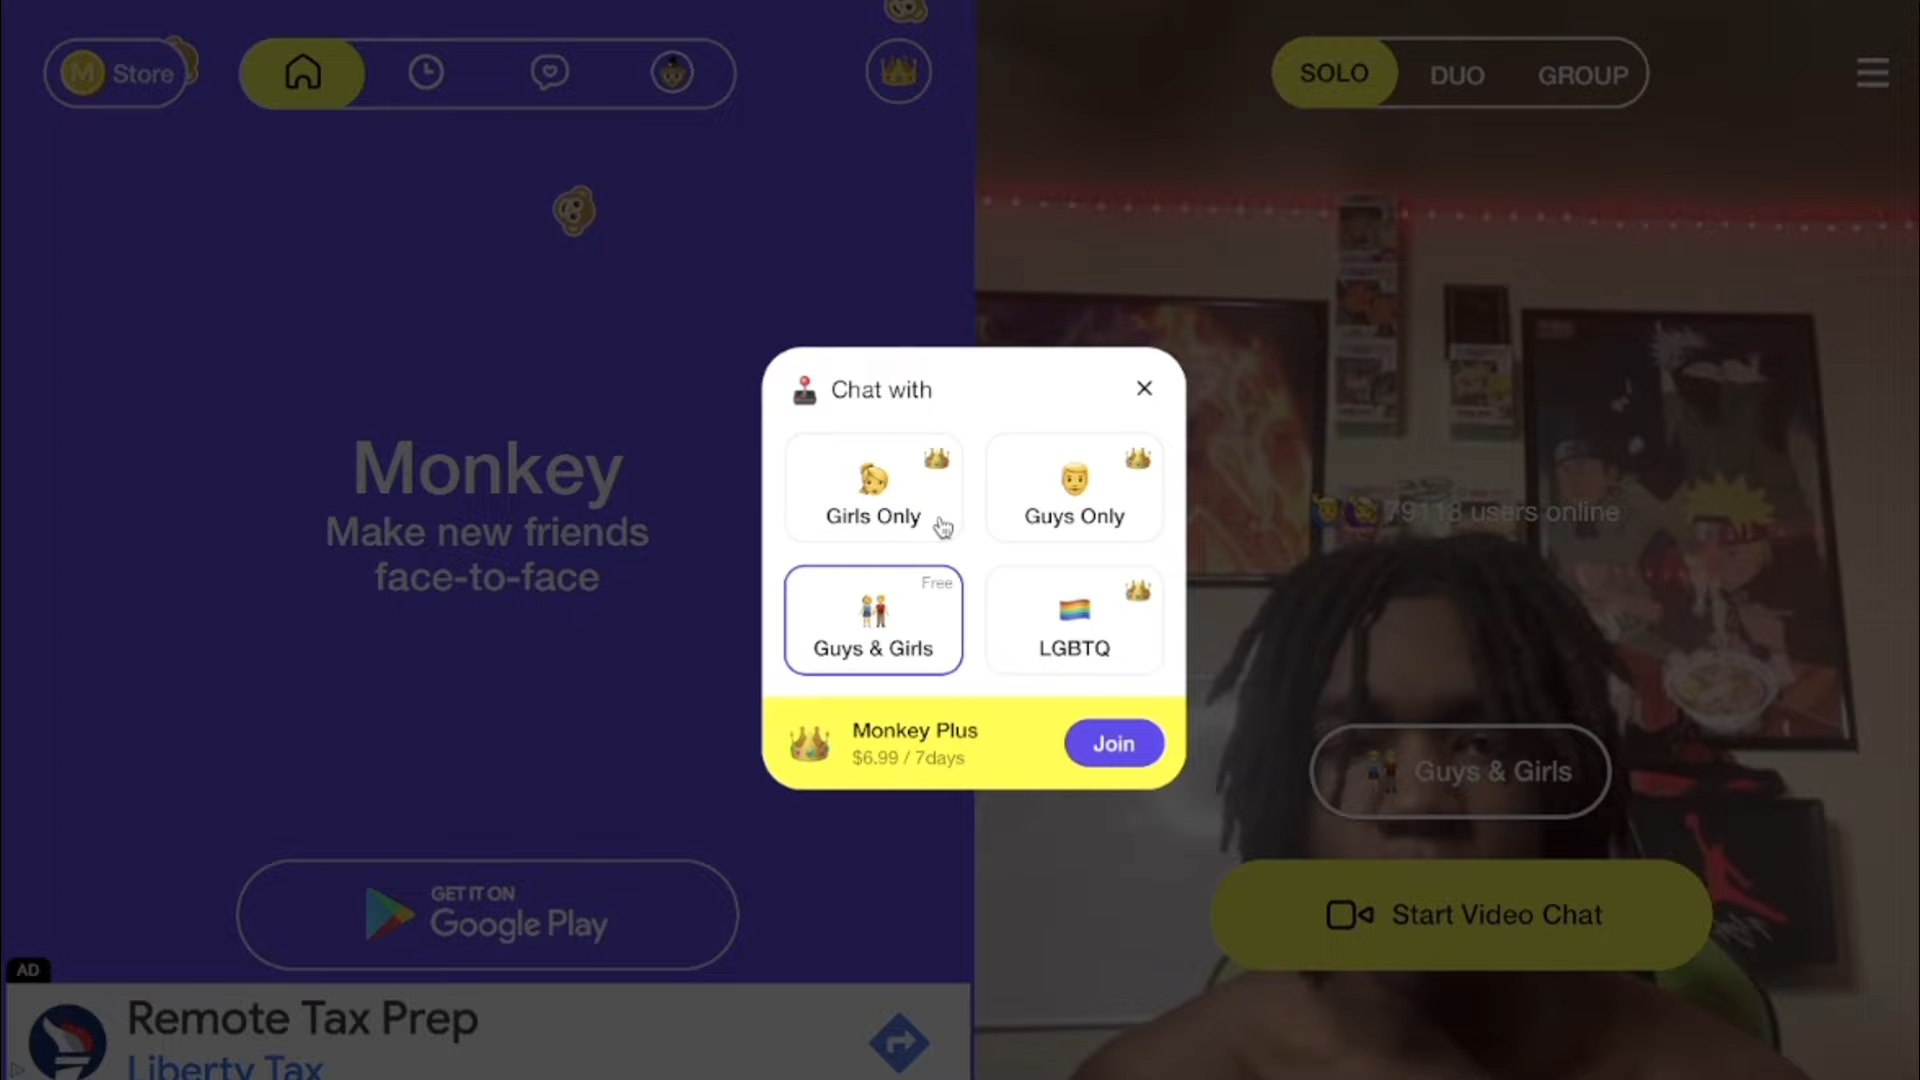 M Store
SOLO
DUO
GROUP
Monkey
Make new friends
face-to-face
Chat with
Girls Only
Guys Only
Free
Guys & Girls
LGBTQ
Monkey Plus
$6.99 / 7days
Join
79118 users online
Guys & Girls
Start Video Chat
GET IT ON
Google Play
AD
Remote Tax Prep
Liberty Tax